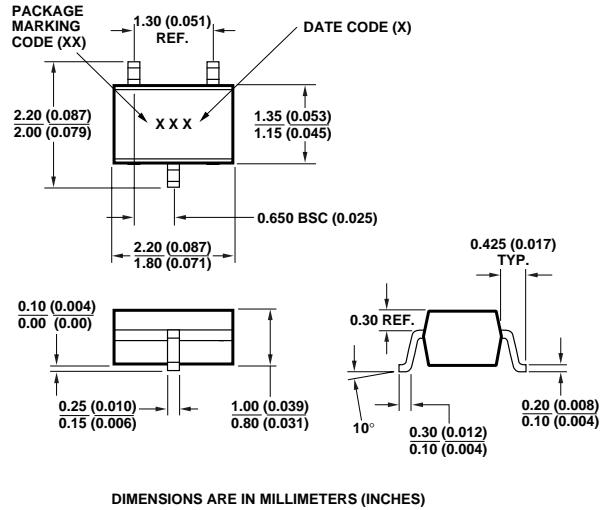 PACKAGE
MARKING
CODE (XX)
1.30 (0.051)
REF.
DATE CODE (X)
2.20 (0.087)
2.00 (0.079)
X X X
1.35 (0.053)
1.15 (0.045)
0.650 BSC (0.025)
2.20 (0.087)
1.80 (0.071)
0.425 (0.017)
TYP.
0.10 (0.004)
0.00 (0.00)
0.30 REF.
0.25 (0.010)
0.15 (0.006)
1.00 (0.039)
0.80 (0.031)
10°
0.30 (0.012)
0.10 (0.004)
0.20 (0.008)
0.10 (0.004)
DIMENSIONS ARE IN MILLIMETERS (INCHES)